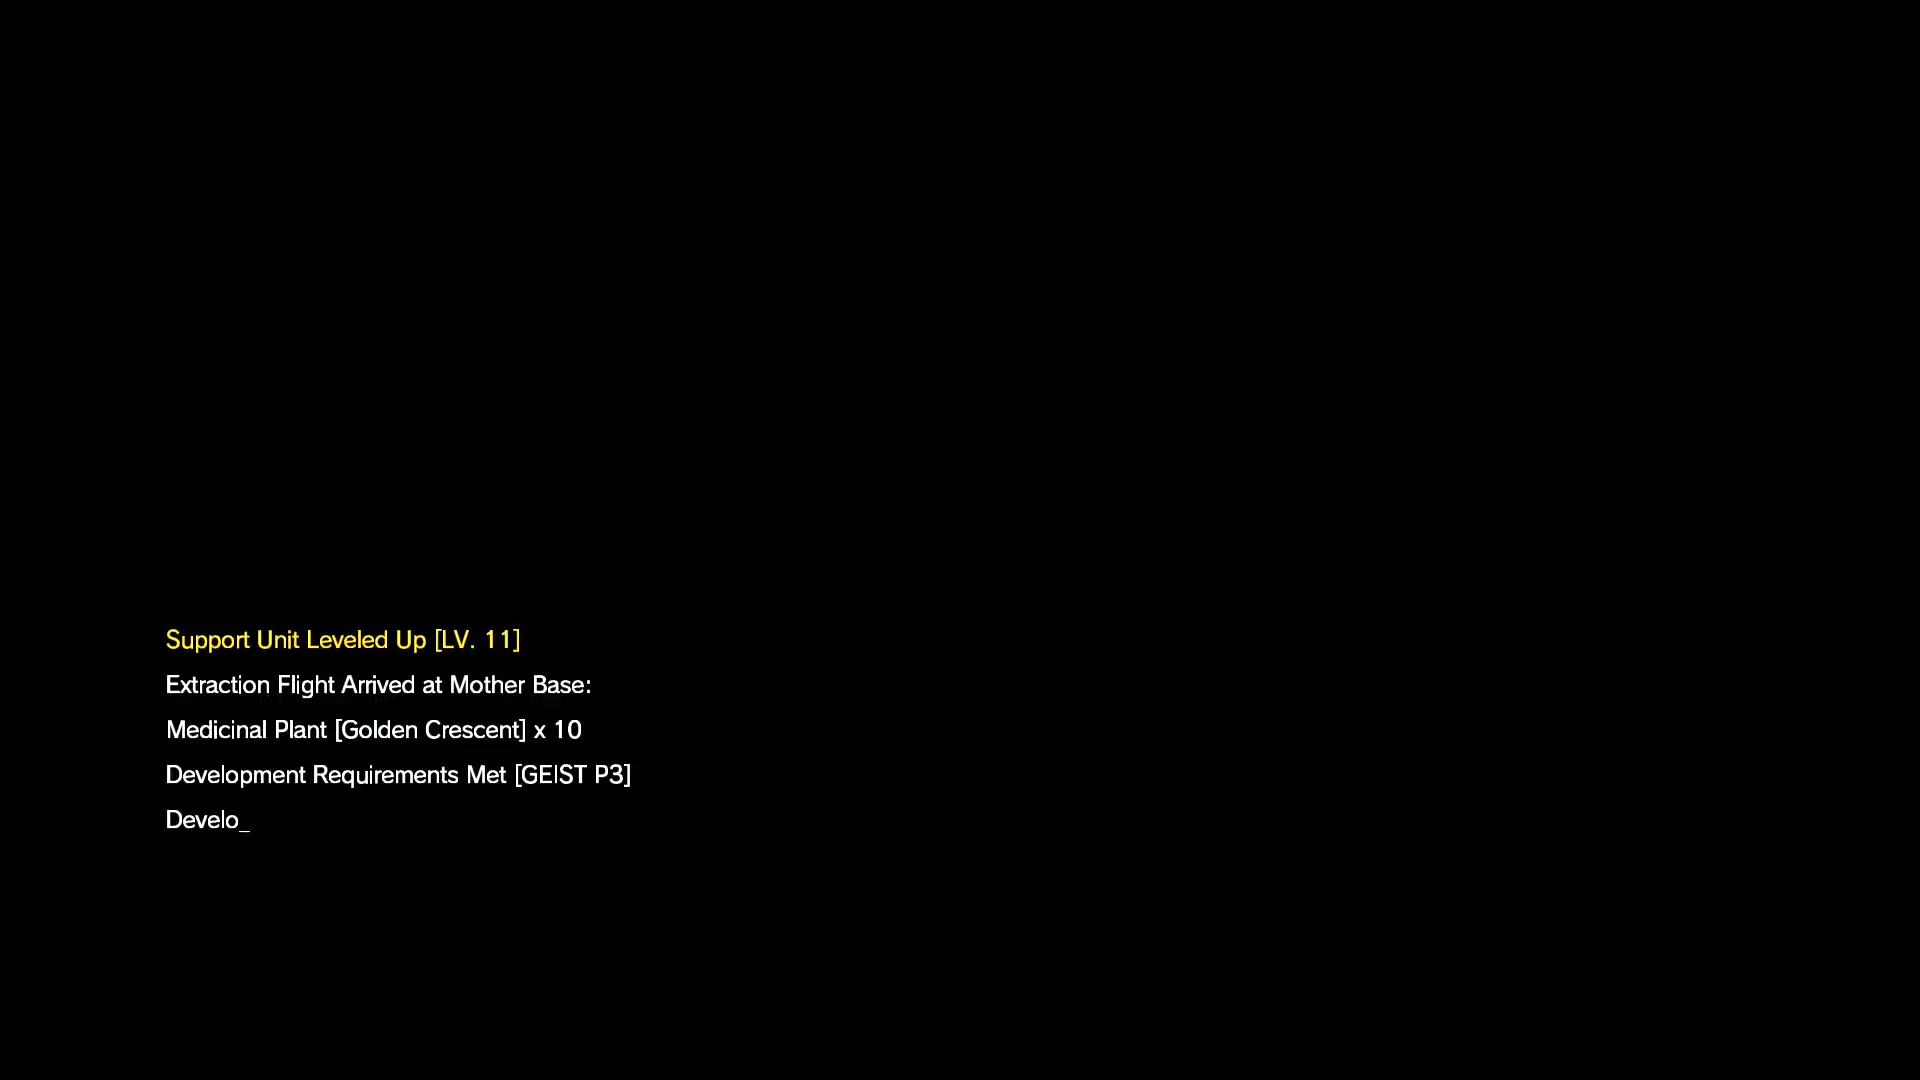 Support Unit Leveled Up [LV. 11]
Extraction Flight Arrived at Mother Base:
Medicinal Plant [Golden Crescent] x 10
Development Requirements Met [GEIST P3]
Develo_